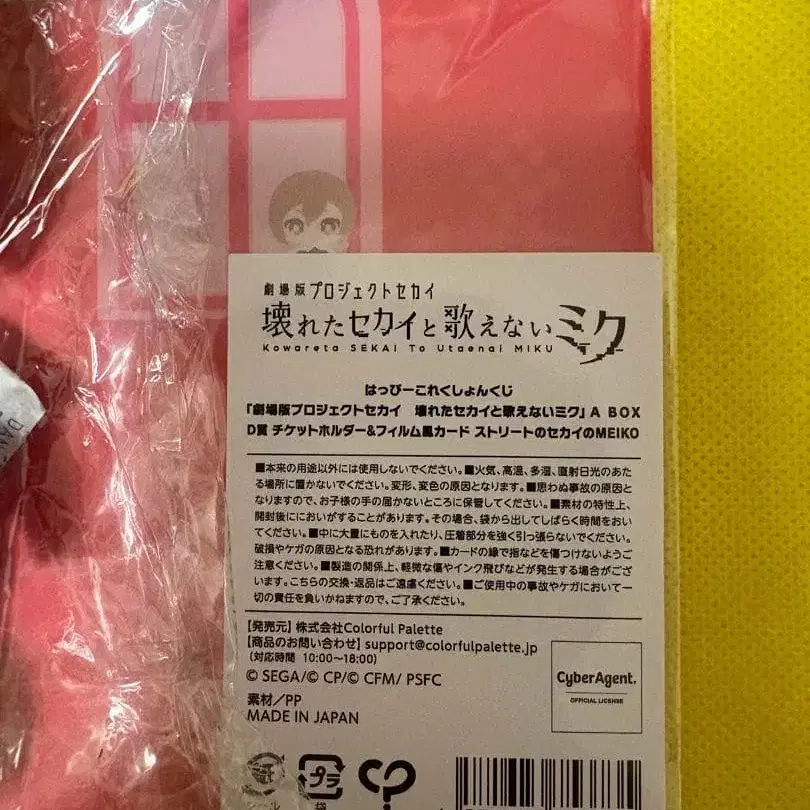 劇場版プロジェクトセカイ
壊れたセカイと歌えないミク
Kowareta SEKAI To Utaenai MIKU
はっぴーこれくしょんくじ
「劇場版プロジェクトセカイ 壊れたセカイと歌えないミク」A BOX
D賞 チケットホルダー&フィルム風カード ストリートのセカイのMEIKO
■本来の用途以外には使用しないでください。■火気、高温、多湿、直射日光のあた
る場所に置かないでください。変形、変色の原因となります。■思わぬ事故の原因と
なりますので、お子様の手の届かないところに保管してください。■素材の特性上、
開封後ににおいがすることがあります。その場合、袋から出してしばらく時間をおい
てください。■中に大量にものを入れたり、圧着部分を強く引っ張らないでください。
破損やケガの原因となる恐れがあります。■カードの縁で指などを傷つけないようご
注意ください。■製造の関係上、軽微な傷やインク飛びなどが発生する場合がござ
います。こちらの交換・返品はご遠慮ください。■ご使用中の事故やケガにおいて一
切の責任を負いかねますので、ご了承ください。
【発売元】株式会社Colorful Palette
【商品のお問い合わせ】support@colorfulpalette.jp
(対応時間 10:00〜18:00)
© SEGA/© CP/© CFM/ PSFC
素材/PP
MADE IN JAPAN
CyberAgent.
OFFICIAL LICENSE
プラ
袋